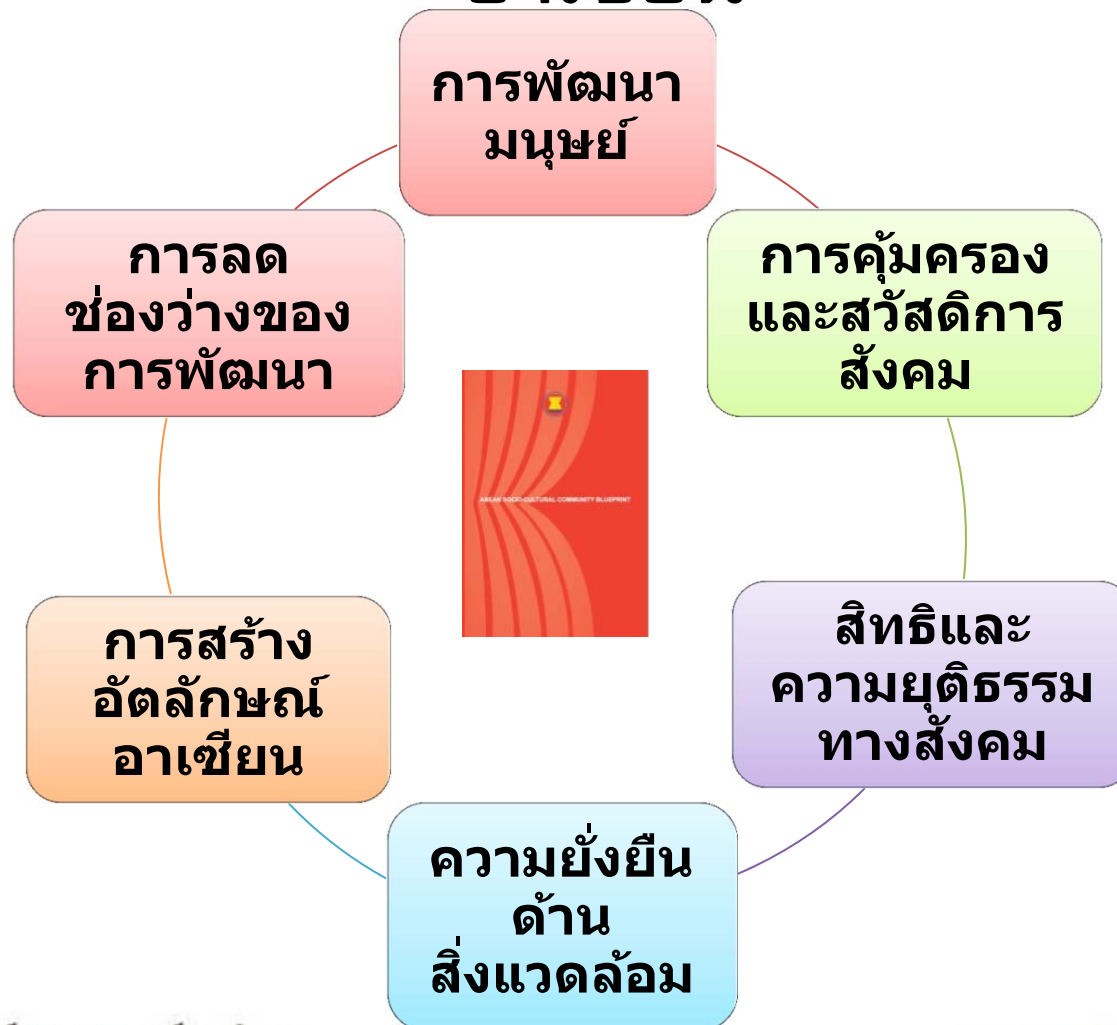 การพัฒนา
มนุษย์
การคุ้มครอง
และสวัสดิการ
สังคม
สิทธิและ
ความยุติธรรม
ทางสังคม
ความยั่งยืน
ด้าน
สิ่งแวดล้อม
การสร้าง
อัตลักษณ์
อาเซียน
การลด
ช่องว่างของ
การพัฒนา
ASEAN SOCIO-CULTURAL COMMUNITY BLUEPRINT